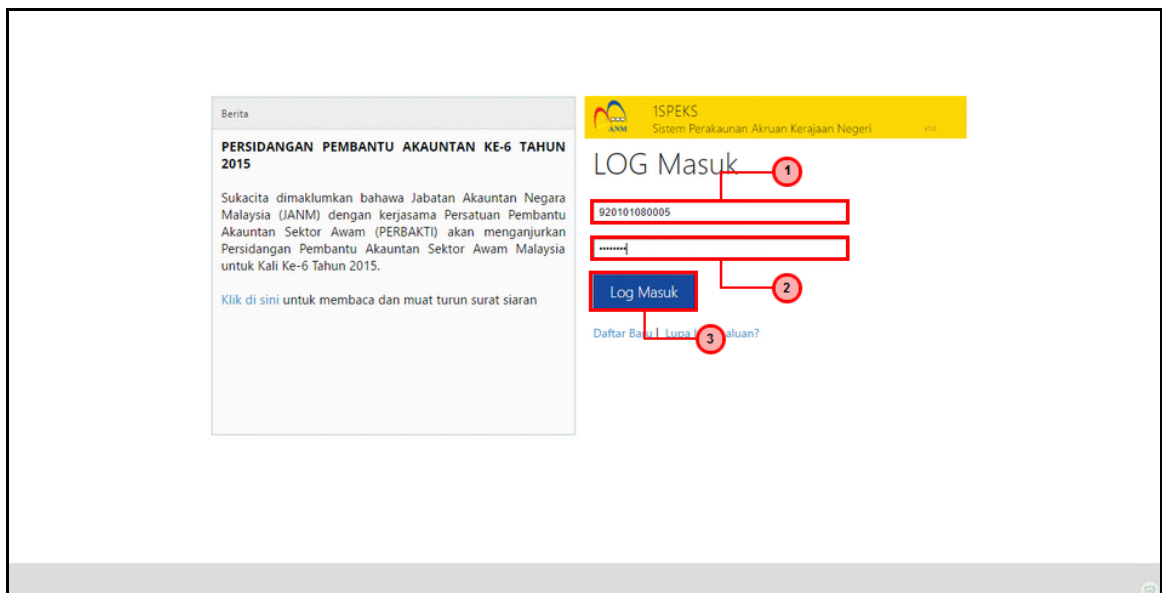 Berita
PERSIDANGAN PEMBANTU AKAUNTAN KE-6 TAHUN
2015
Sukacita dimaklumkan bahawa Jabatan Akauntan Negara
Malaysia (JANM) dengan kerjasama Persatuan Pembantu
Akauntan Sektor Awam (PERBAKTI) akan menganjurkan
Persidangan Pembantu Akauntan Sektor Awam Malaysia
untuk Kali Ke-6 Tahun 2015.
Klik di sini untuk membaca dan muat turun surat siaran
ANM
1SPEKS
Sistem Perakaunan Akruan Kerajaan Negeri V1.0
LOG Masuk
1
920101080005
Log Masuk
2
Daftar Baru | Lupa
3